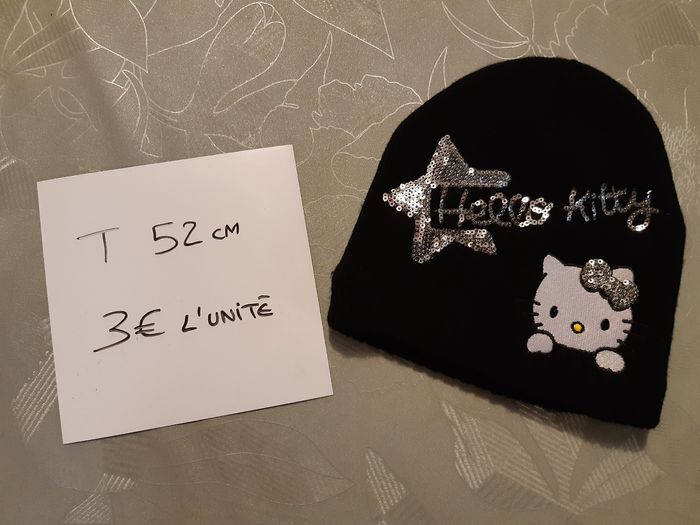 T 52 cm
3€ L'UNITÉ
Hello Kitty